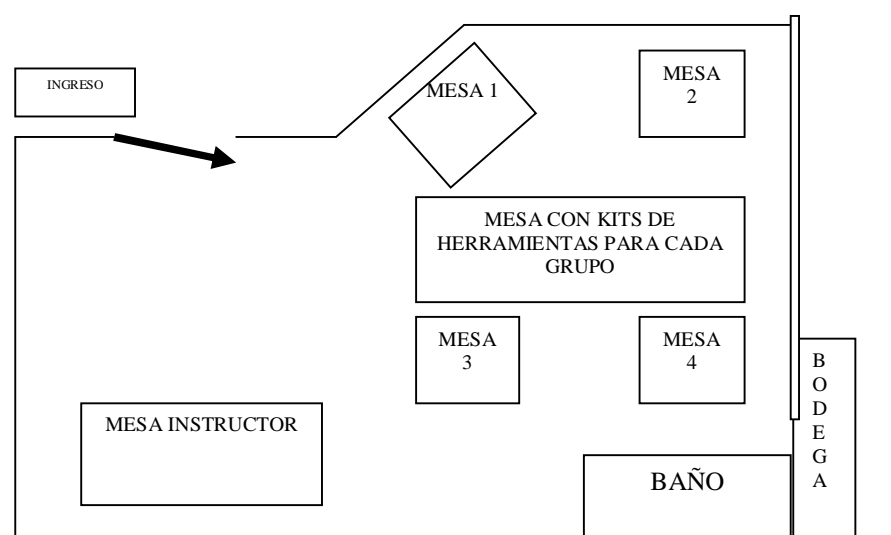 INGRESO
MESA 1
MESA
2
MESA CON KITS DE
HERRAMIENTAS PARA CADA
GRUPO
MESA
3
MESA
4
B
O
D
E
G
A
MESA INSTRUCTOR
BAÑO